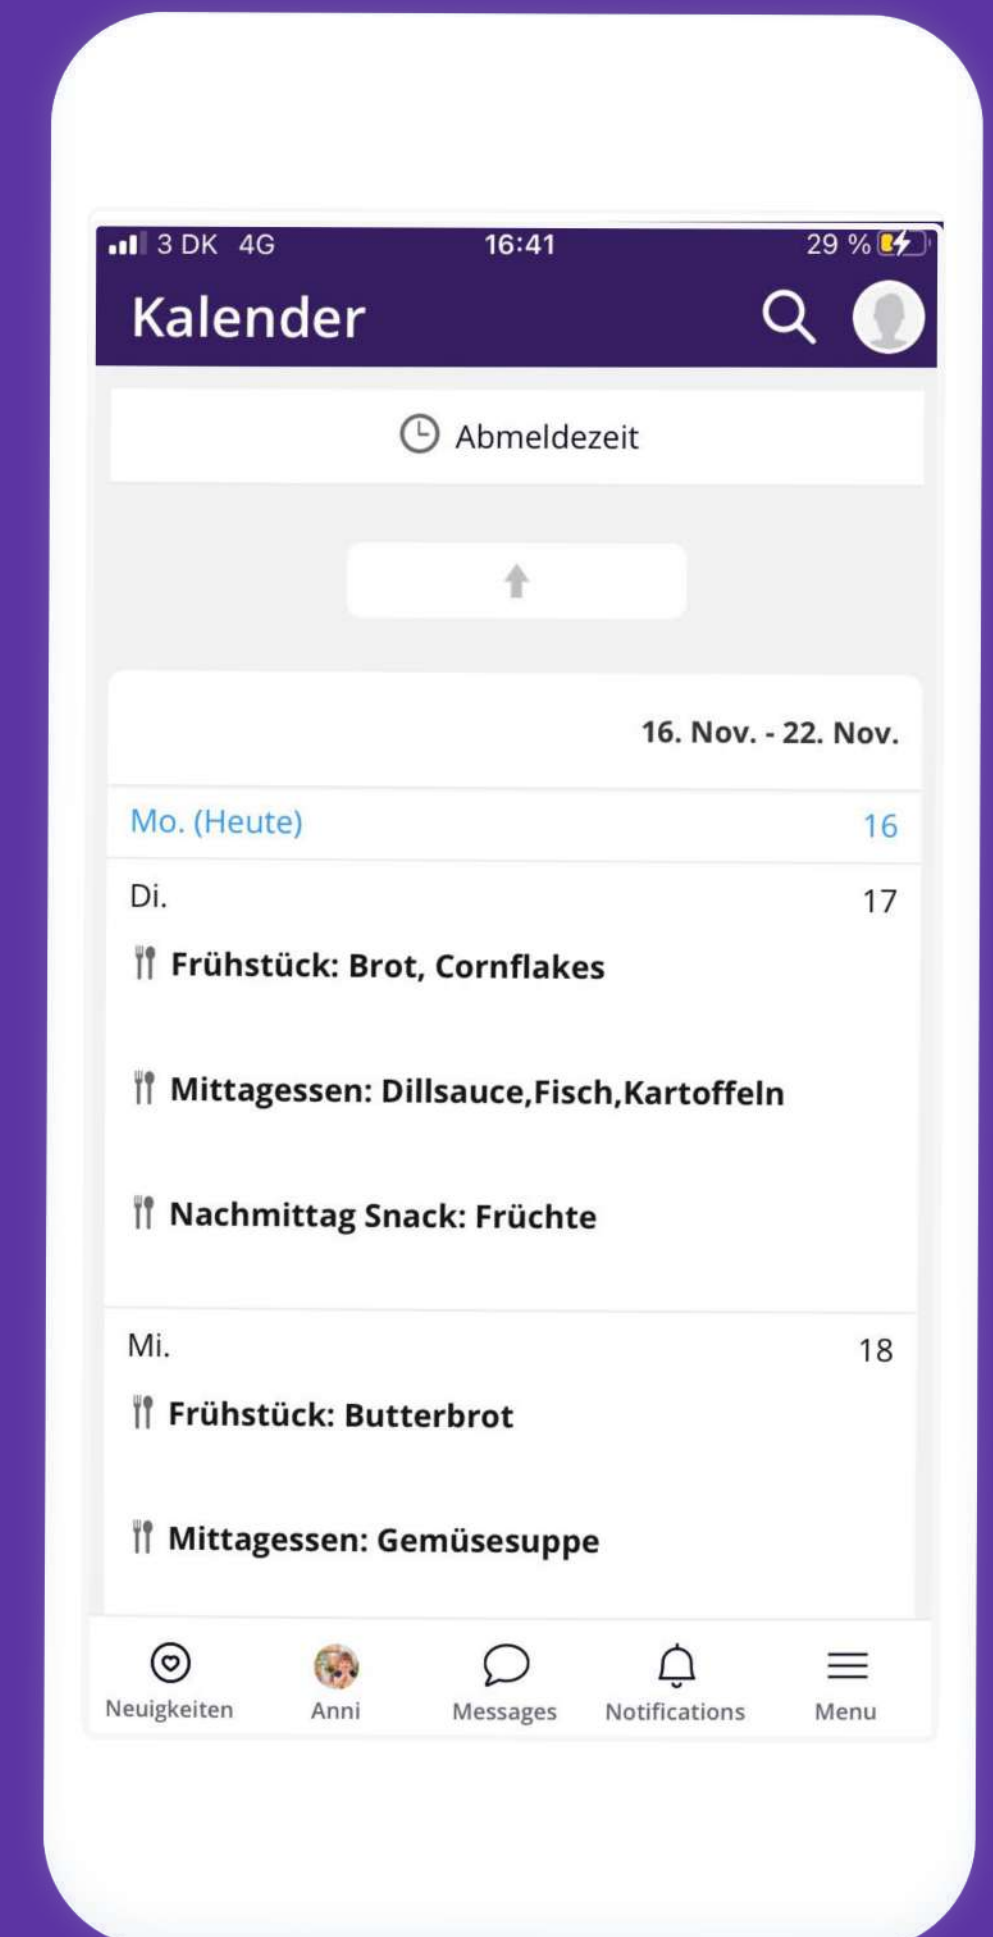 3 DK 4G 16:41 29 %
Kalender
Abmeldezeit
16. Nov. - 22. Nov.
Mo. (Heute) 16
Di. 17
Frühstück: Brot, Cornflakes
Mittagessen: Dillsauce,Fisch,Kartoffeln
Nachmittag Snack: Früchte
Mi. 18
Frühstück: Butterbrot
Mittagessen: Gemüsesuppe
Neuigkeiten Anni Messages Notifications Menu